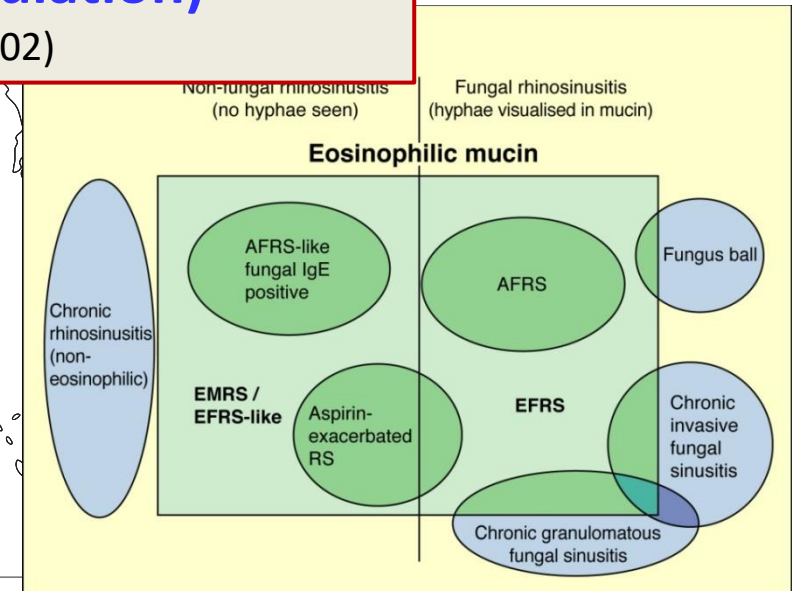 02)
Non-fungal rhinosinusitis
(no hyphae seen)
Fungal rhinosinusitis
(hyphae visualised in mucin)
Eosinophilic mucin
AFRS-like
fungal IgE
positive
AFRS
Fungus ball
Chronic
rhinosinusitis
(non-
eosinophilic)
EMRS /
EFRS-like
Aspirin-
exacerbated
RS
EFRS
Chronic
invasive
fungal
sinusitis
Chronic granulomatous
fungal sinusitis